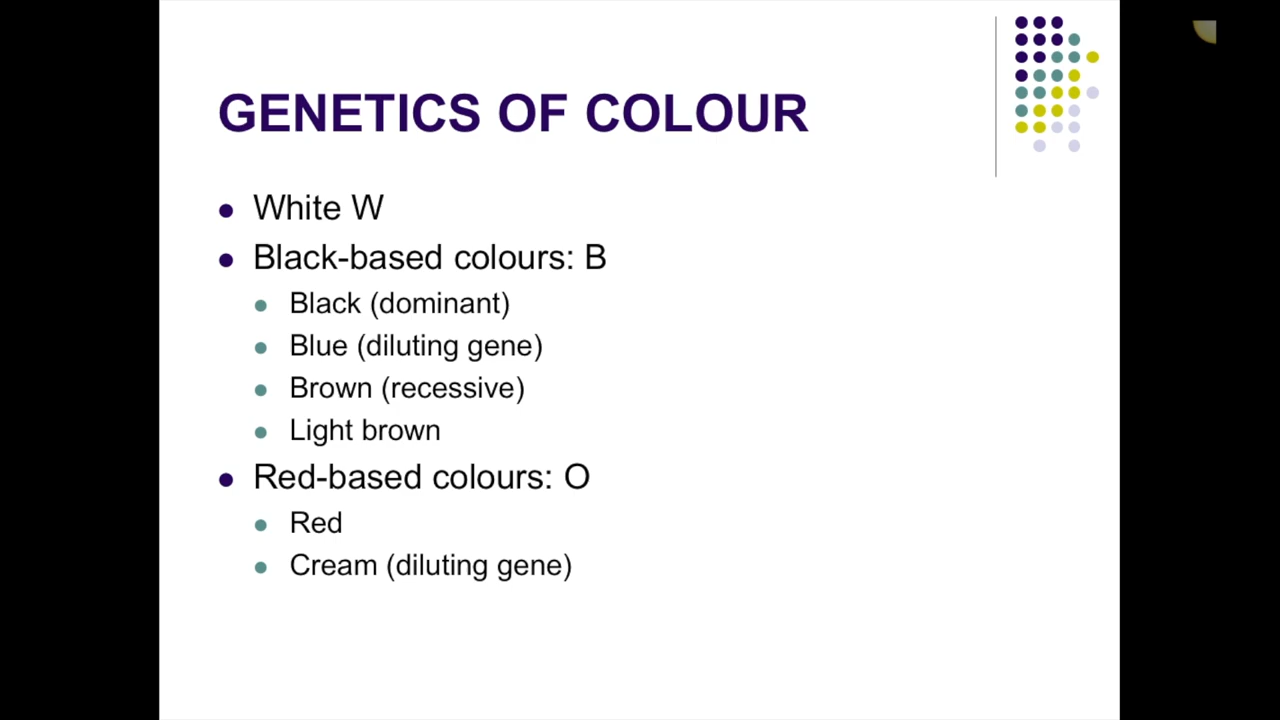 GENETICS OF COLOUR
White W
Black-based colours: B
Black (dominant)
Blue (diluting gene)
Brown (recessive)
Light brown
Red-based colours: O
Red
Cream (diluting gene)